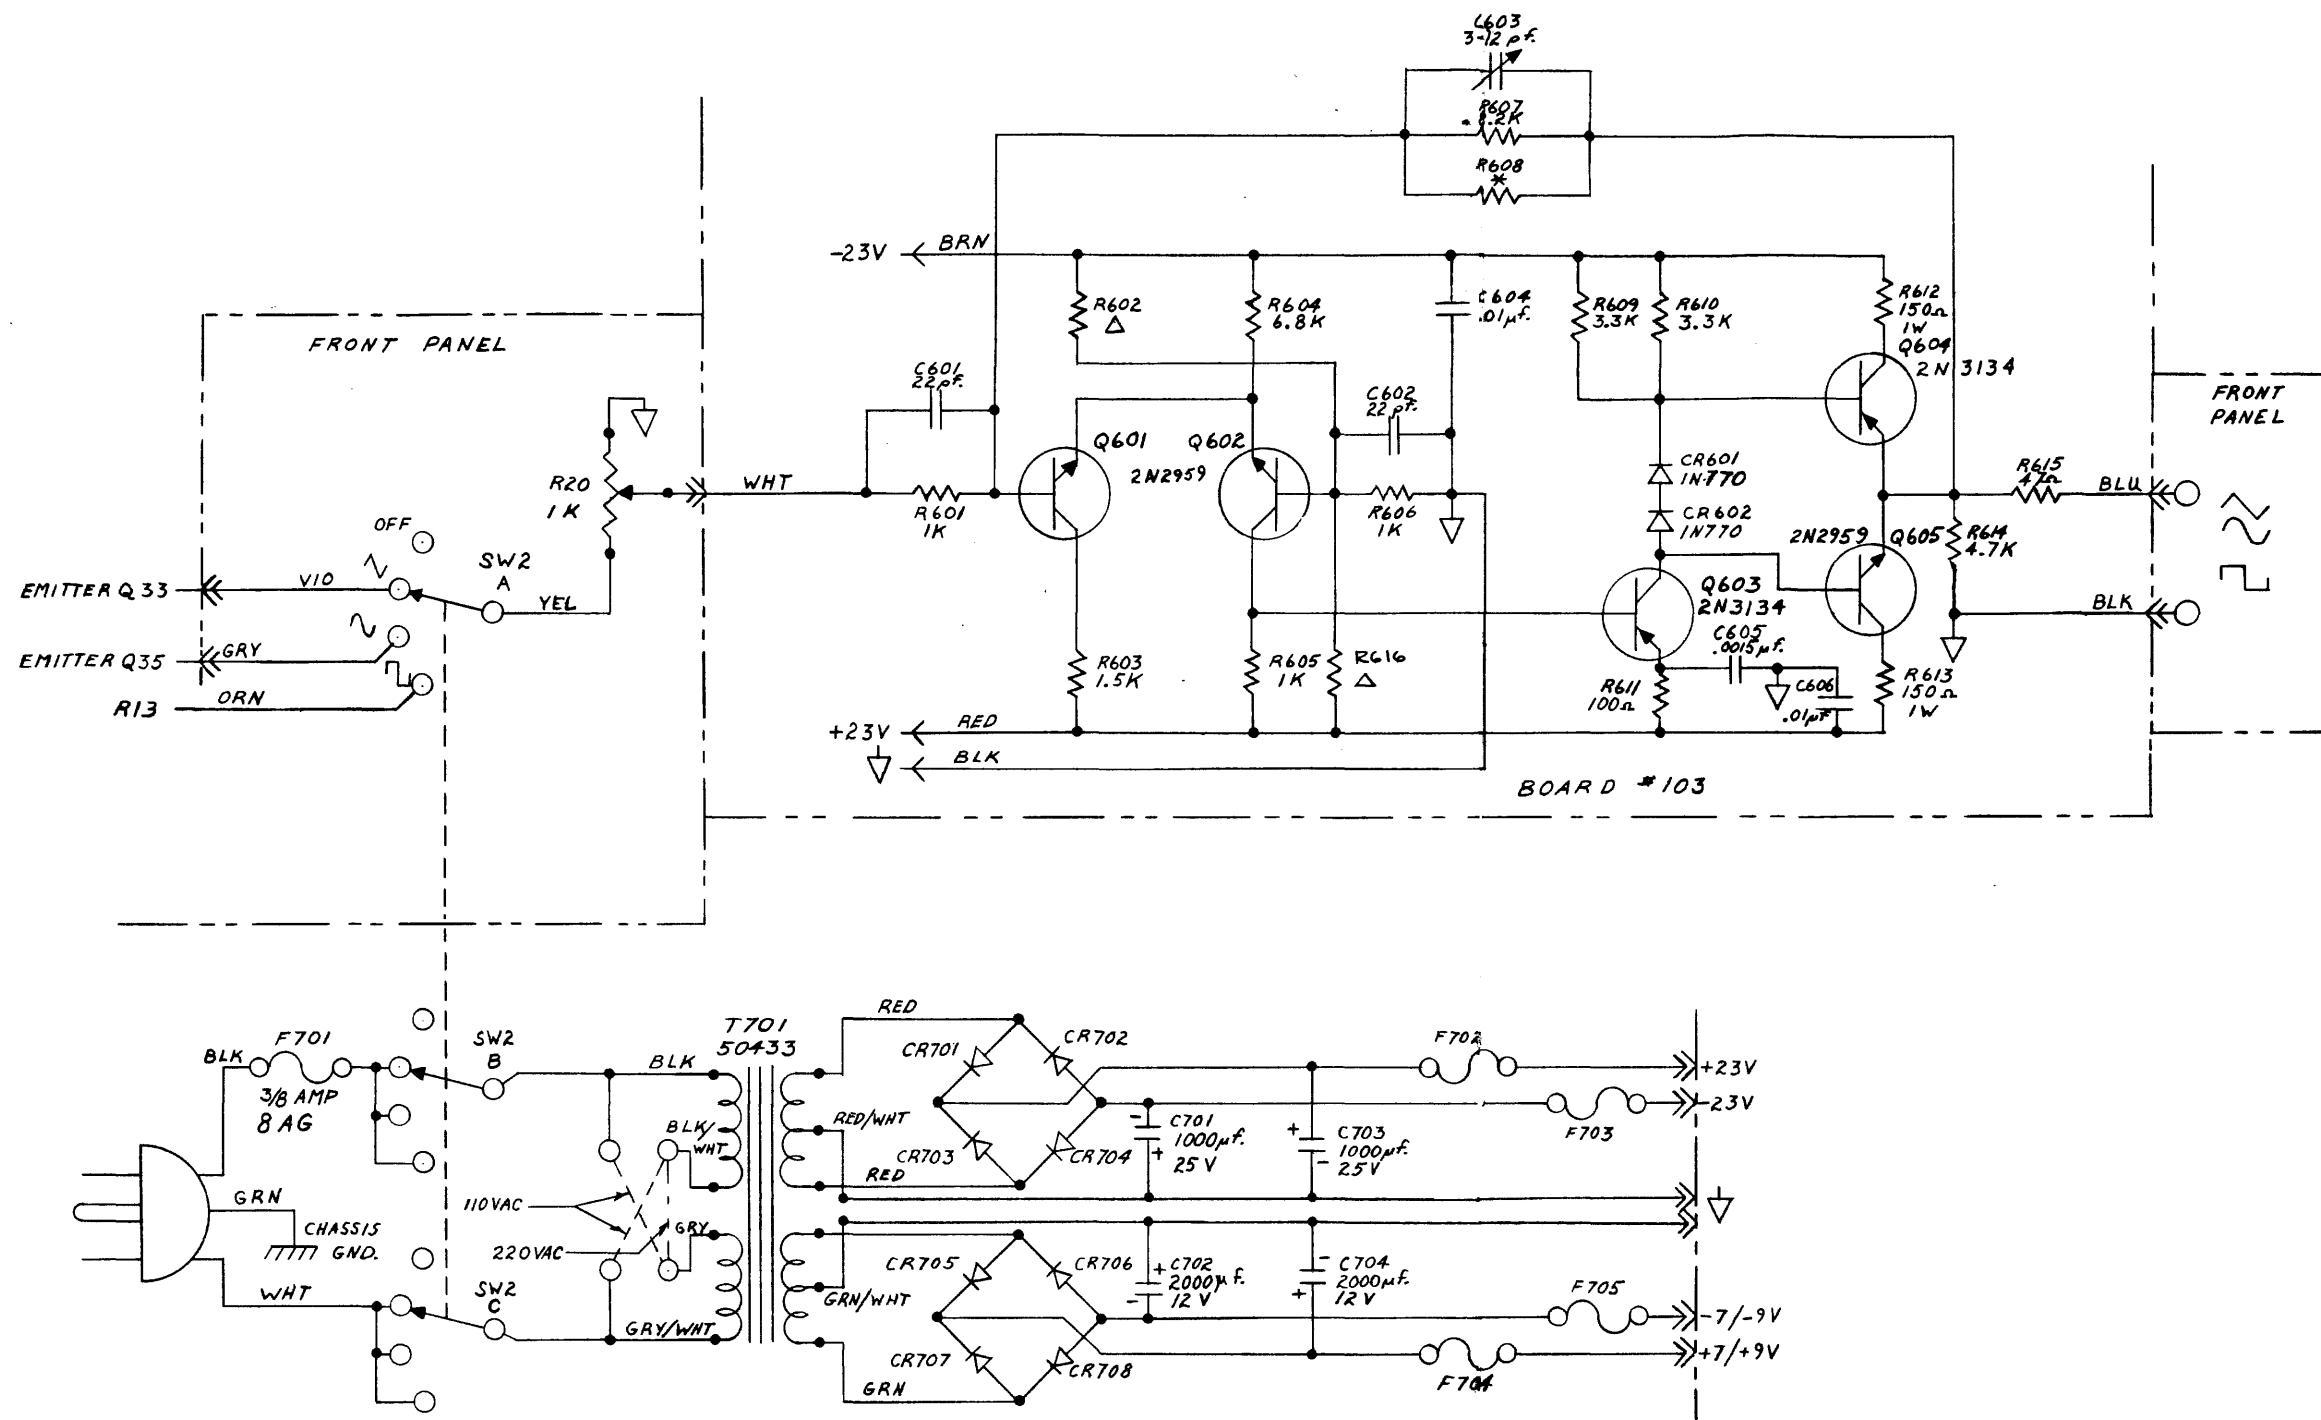 C603
3-12 pf.
R607
8.2K
R608
*
-23V
BRN
R602
△
R604
6.8K
C604
.01µf.
R609
3.3K
R610
3.3K
R612
150Ω
1W
Q604
2N3134
FRONT PANEL
FRONT
PANEL
C601
22pf.
C602
22pf.
Q601
Q602
2N2959
CR601
1N770
R20
1K
WHT
R601
1K
R606
1K
CR602
1N770
R615
47Ω
BLU
OFF
SW2
A
2N2959
Q605
R614
4.7K
EMITTER Q33
VIO
YEL
Q603
2N3134
BLK
EMITTER Q35
GRY
C605
.0015µf.
R603
1.5K
R605
1K
R616
△
R611
100Ω
C606
.01µf
R613
150Ω
1W
R13
ORN
+23V
RED
BLK
BOARD #103
RED
T701
50433
F701
BLK
3/8 AMP
8 AG
SW2
B
BLK
CR701
CR702
F702
+23V
-23V
F703
RED/WHT
BLK/
WHT
-
C701
1000µf.
25V
+
+
C703
1000µf.
25V
-
CR703
CR704
RED
GRN
110VAC
CHASSIS
GND.
GRY
220VAC
CR705
CR706
+
C702
2000µf.
12V
-
-
C704
2000µf.
12V
+
F705
WHT
SW2
C
GRN/WHT
GRY/WHT
-7/-9V
+7/+9V
CR707
CR708
F704
GRN